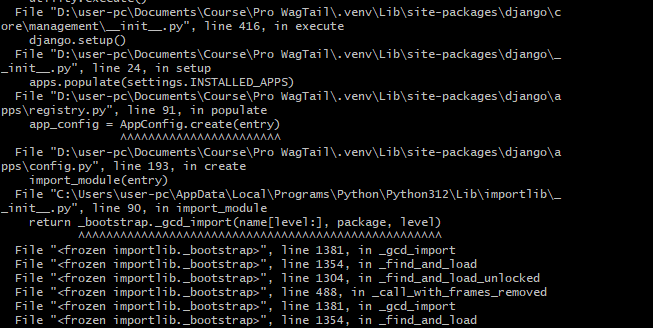 utility.execute()
File "D:\user-pc\Documents\Course\Pro WagTail\.venv\Lib\site-packages\django\c
ore\management\__init__.py", line 416, in execute
django.setup()
File "D:\user-pc\Documents\Course\Pro WagTail\.venv\Lib\site-packages\django\_
_init__.py", line 24, in setup
apps.populate(settings.INSTALLED_APPS)
File "D:\user-pc\Documents\Course\Pro WagTail\.venv\Lib\site-packages\django\a
pps\registry.py", line 91, in populate
app_config = AppConfig.create(entry)
^^^^^^^^^^^^^^^^^^^^^^^
File "D:\user-pc\Documents\Course\Pro WagTail\.venv\Lib\site-packages\django\a
pps\config.py", line 193, in create
import_module(entry)
File "C:\Users\user-pc\AppData\Local\Programs\Python\Python312\Lib\importlib\_
_init__.py", line 90, in import_module
return _bootstrap._gcd_import(name[level:], package, level)
^^^^^^^^^^^^^^^^^^^^^^^^^^^^^^^^^^^^^^^^^^^^^^^^^^^^
File "<frozen importlib._bootstrap>", line 1381, in _gcd_import
File "<frozen importlib._bootstrap>", line 1354, in _find_and_load
File "<frozen importlib._bootstrap>", line 1304, in _find_and_load_unlocked
File "<frozen importlib._bootstrap>", line 488, in _call_with_frames_removed
File "<frozen importlib._bootstrap>", line 1381, in _gcd_import
File "<frozen importlib._bootstrap>", line 1354, in _find_and_load